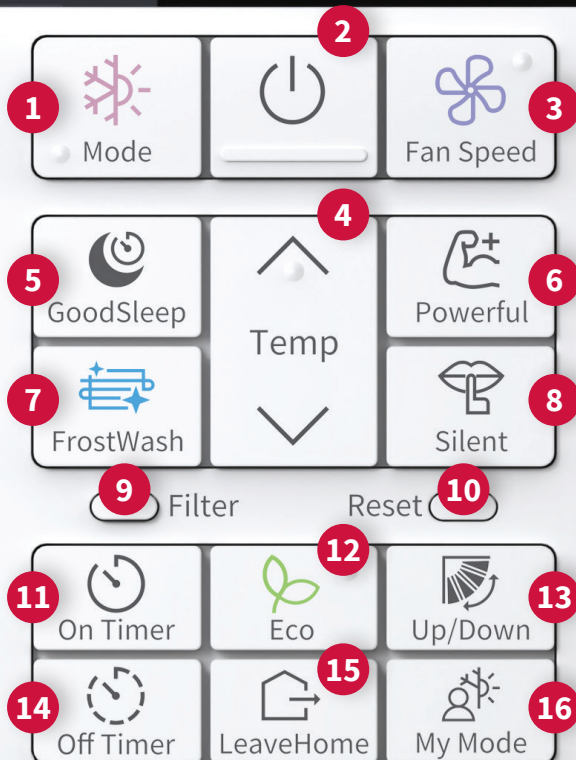 2
1
3
Mode
Fan Speed
4
5
6
GoodSleep
Powerful
Temp
7
8
FrostWash
Silent
9
Filter
Reset
10
12
11
13
On Timer
Eco
Up/Down
15
14
16
Off Timer
LeaveHome
My Mode